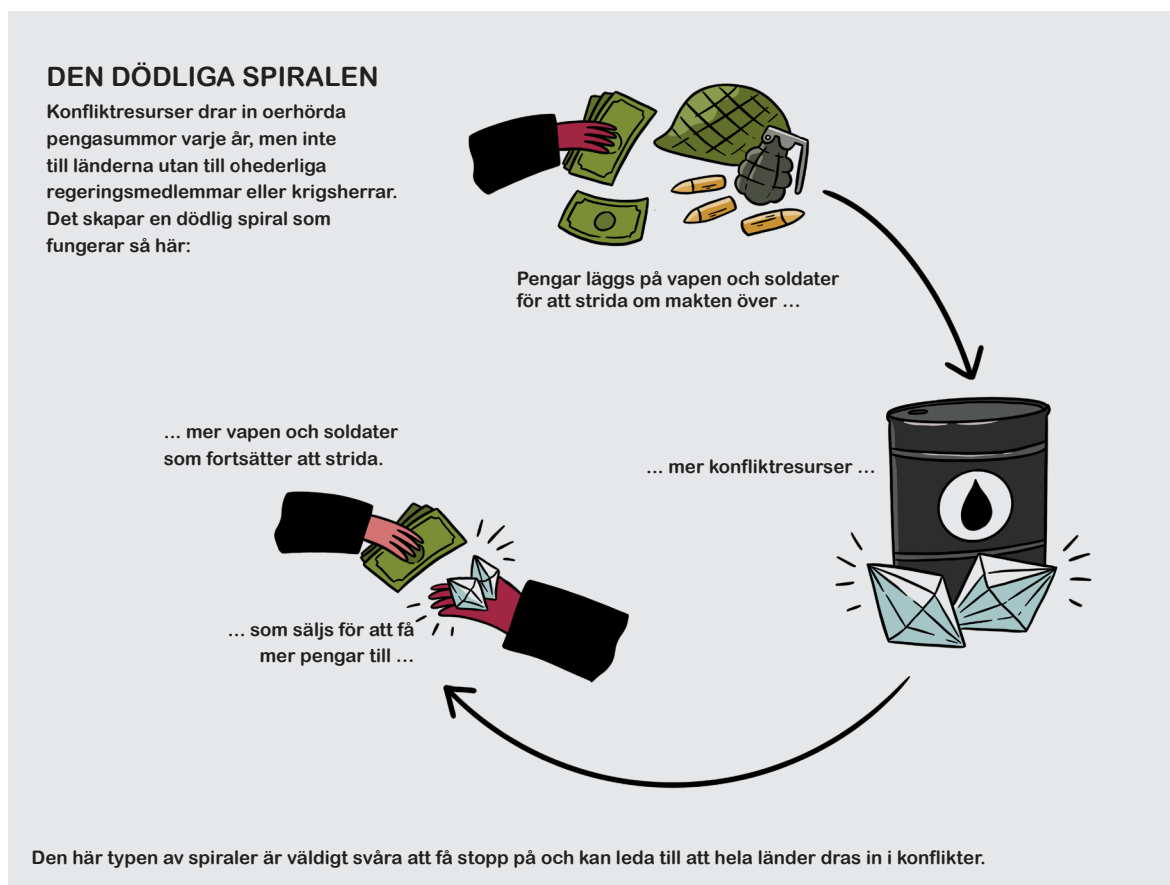 DEN DÖDLIGA SPIRALEN
Konfliktresurser drar in oerhörda
pengasummor varje år, men inte
till länderna utan till ohederliga
regeringsmedlemmar eller krigsherrar.
Det skapar en dödlig spiral som
fungerar så här:
Pengar läggs på vapen och soldater
för att strida om makten över …
… mer konfliktresurser …
… som säljs för att få
mer pengar till …
… mer vapen och soldater
som fortsätter att strida.
Den här typen av spiraler är väldigt svåra att få stopp på och kan leda till att hela länder dras in i konflikter.